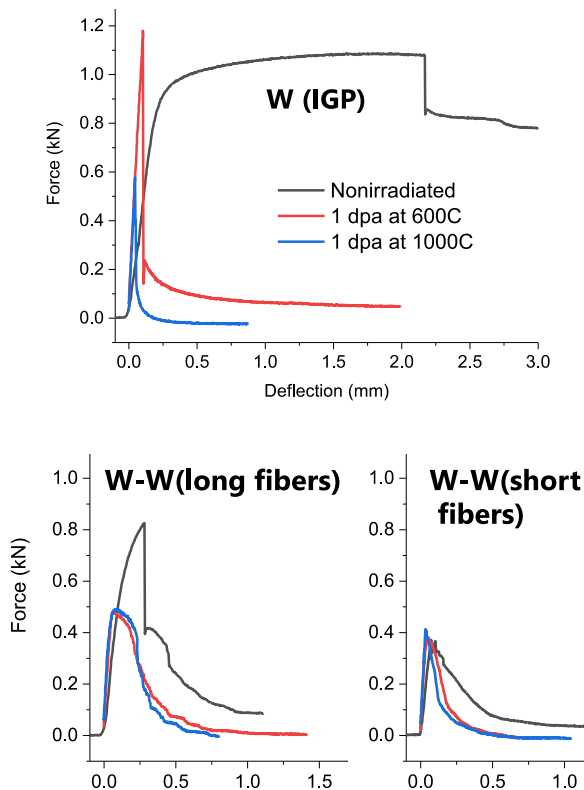 1.2
1.0
0.8
0.6
0.4
0.2
0.0
Force (kN)
W (IGP)
Nonirradiated
1 dpa at 600C
1 dpa at 1000C
0.0 0.5 1.0 1.5 2.0 2.5 3.0
Deflection (mm)
W-W(long fibers)
1.0
0.8
0.6
0.4
0.2
0.0
Force (kN)
0.0 0.5 1.0 1.5
W-W(short
fibers)
1.0
0.8
0.6
0.4
0.2
0.0
0.0 0.5 1.0